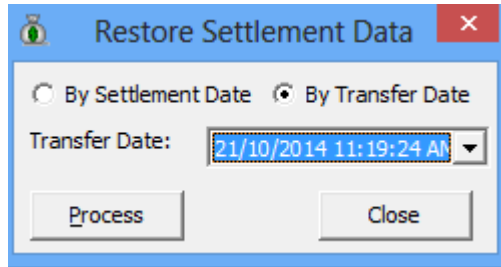 Restore Settlement Data
By Settlement Date By Transfer Date
Transfer Date: 21/10/2014 11:19:24 AM
Process Close